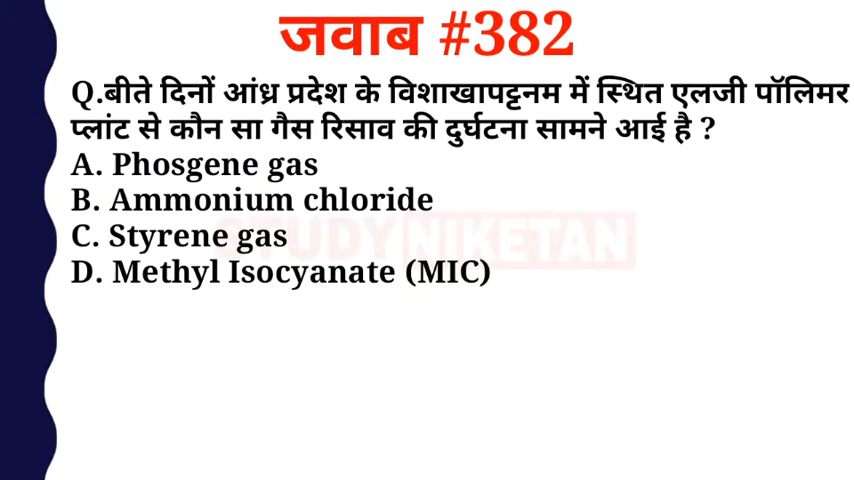 जवाब #382
Q.बीते दिनों आंध्र प्रदेश के विशाखापट्टनम में स्थित एलजी पॉलिमर
प्लांट से कौन सा गैस रिसाव की दुर्घटना सामने आई है ?
A. Phosgene gas
B. Ammonium chloride
STUDY NIKETAN
C. Styrene gas
D. Methyl Isocyanate (MIC)